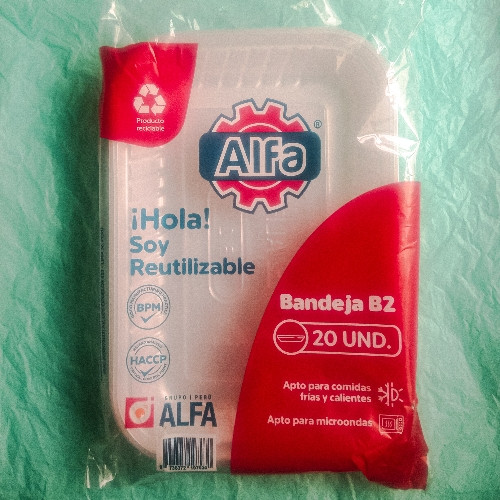 Producto
reciclable
Alfa
®
¡Hola!
Soy
Reutilizable
BPM
HACCP
Bandeja B2
20 UND.
Apto para comidas
frías y calientes
Apto para microondas
GRUPO | PERÚ
ALFA